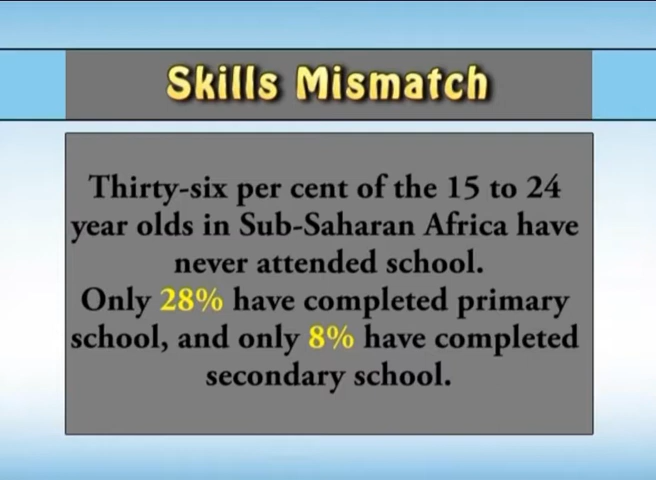 Skills Mismatch
Thirty-six per cent of the 15 to 24
year olds in Sub-Saharan Africa have
never attended school.
Only 28% have completed primary
school, and only 8% have completed
secondary school.